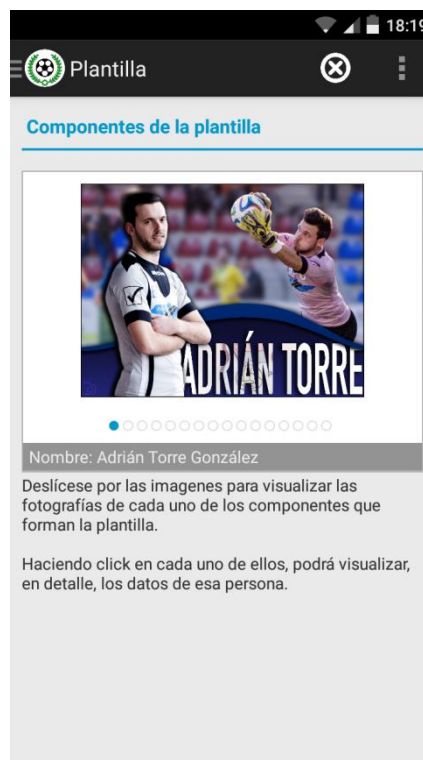 18:19
Plantilla
Componentes de la plantilla
ADRIÁN TORRE
Nombre: Adrián Torre González
Deslícese por las imagenes para visualizar las
fotografías de cada uno de los componentes que
forman la plantilla.
Haciendo click en cada uno de ellos, podrá visualizar,
en detalle, los datos de esa persona.